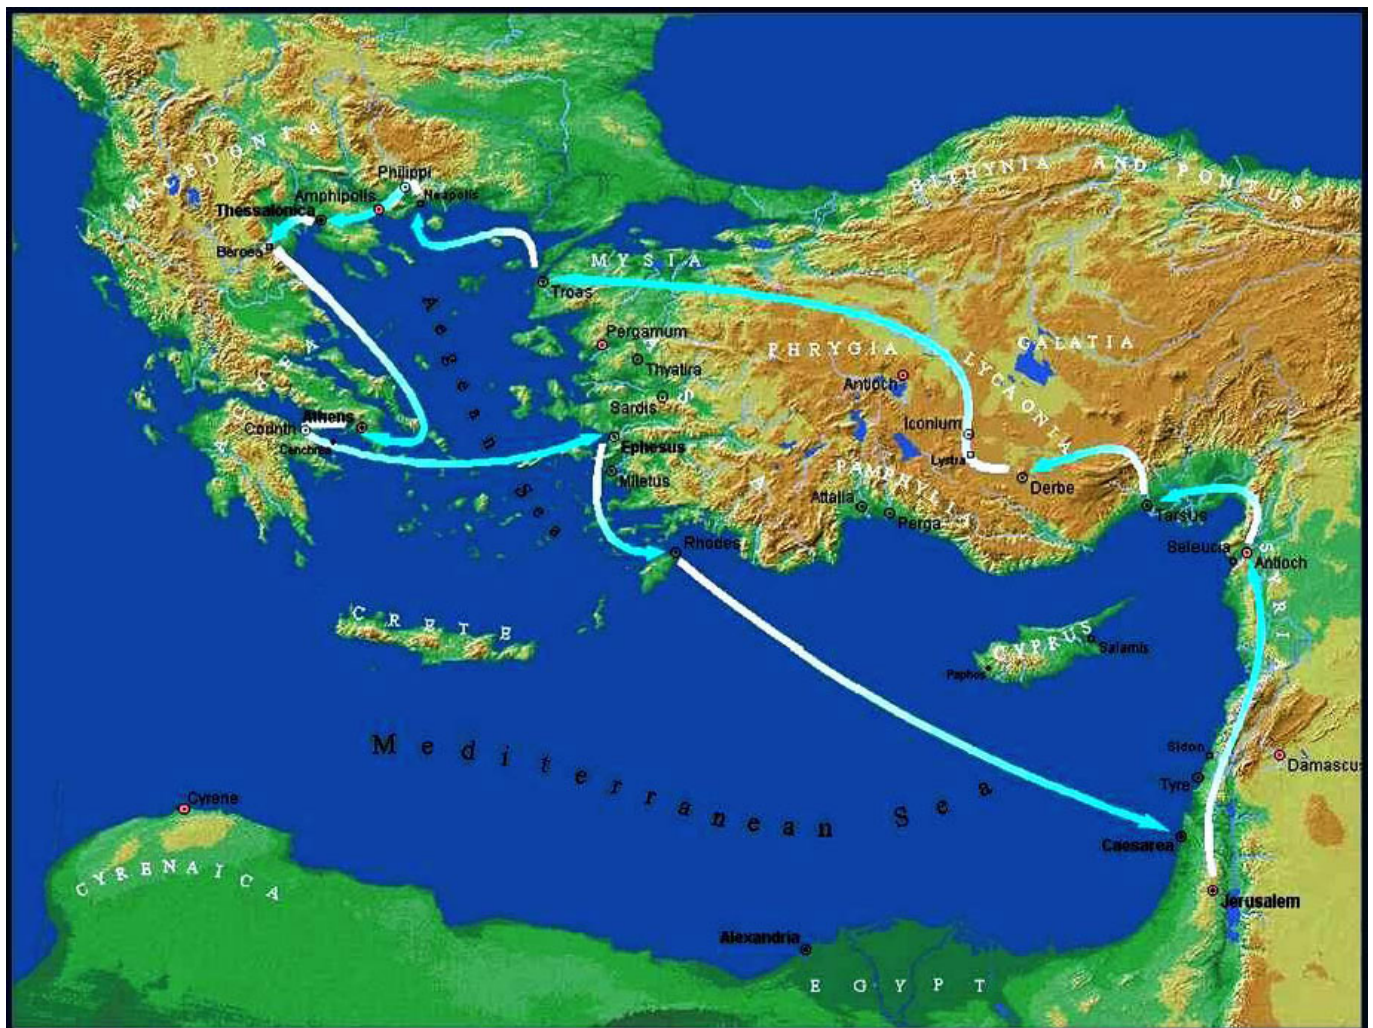 MACEDONIA
Philippi
Amphipolis
Neapolis
Thessalonica
Beroea
BITHYNIA AND PONTUS
MYSIA
Troas
Aegean Sea
Pergamum
Thyatira
ASIA
PHRYGIA
GALATIA
LYCAONIA
Antioch
Sardis
ACHAIA
Athens
Corinth
Cenchrea
Ephesus
Iconium
Lystra
Derbe
Miletus
PAMPHYLIA
Attalia
Perga
Tarsus
Seleucia
Antioch
SYRIA
Rhodes
CRETE
CYPRUS
Salamis
Paphos
Mediterranean Sea
Sidon
Damascus
Tyre
Cyrene
Caesarea
CYRENAICA
Jerusalem
Alexandria
EGYPT